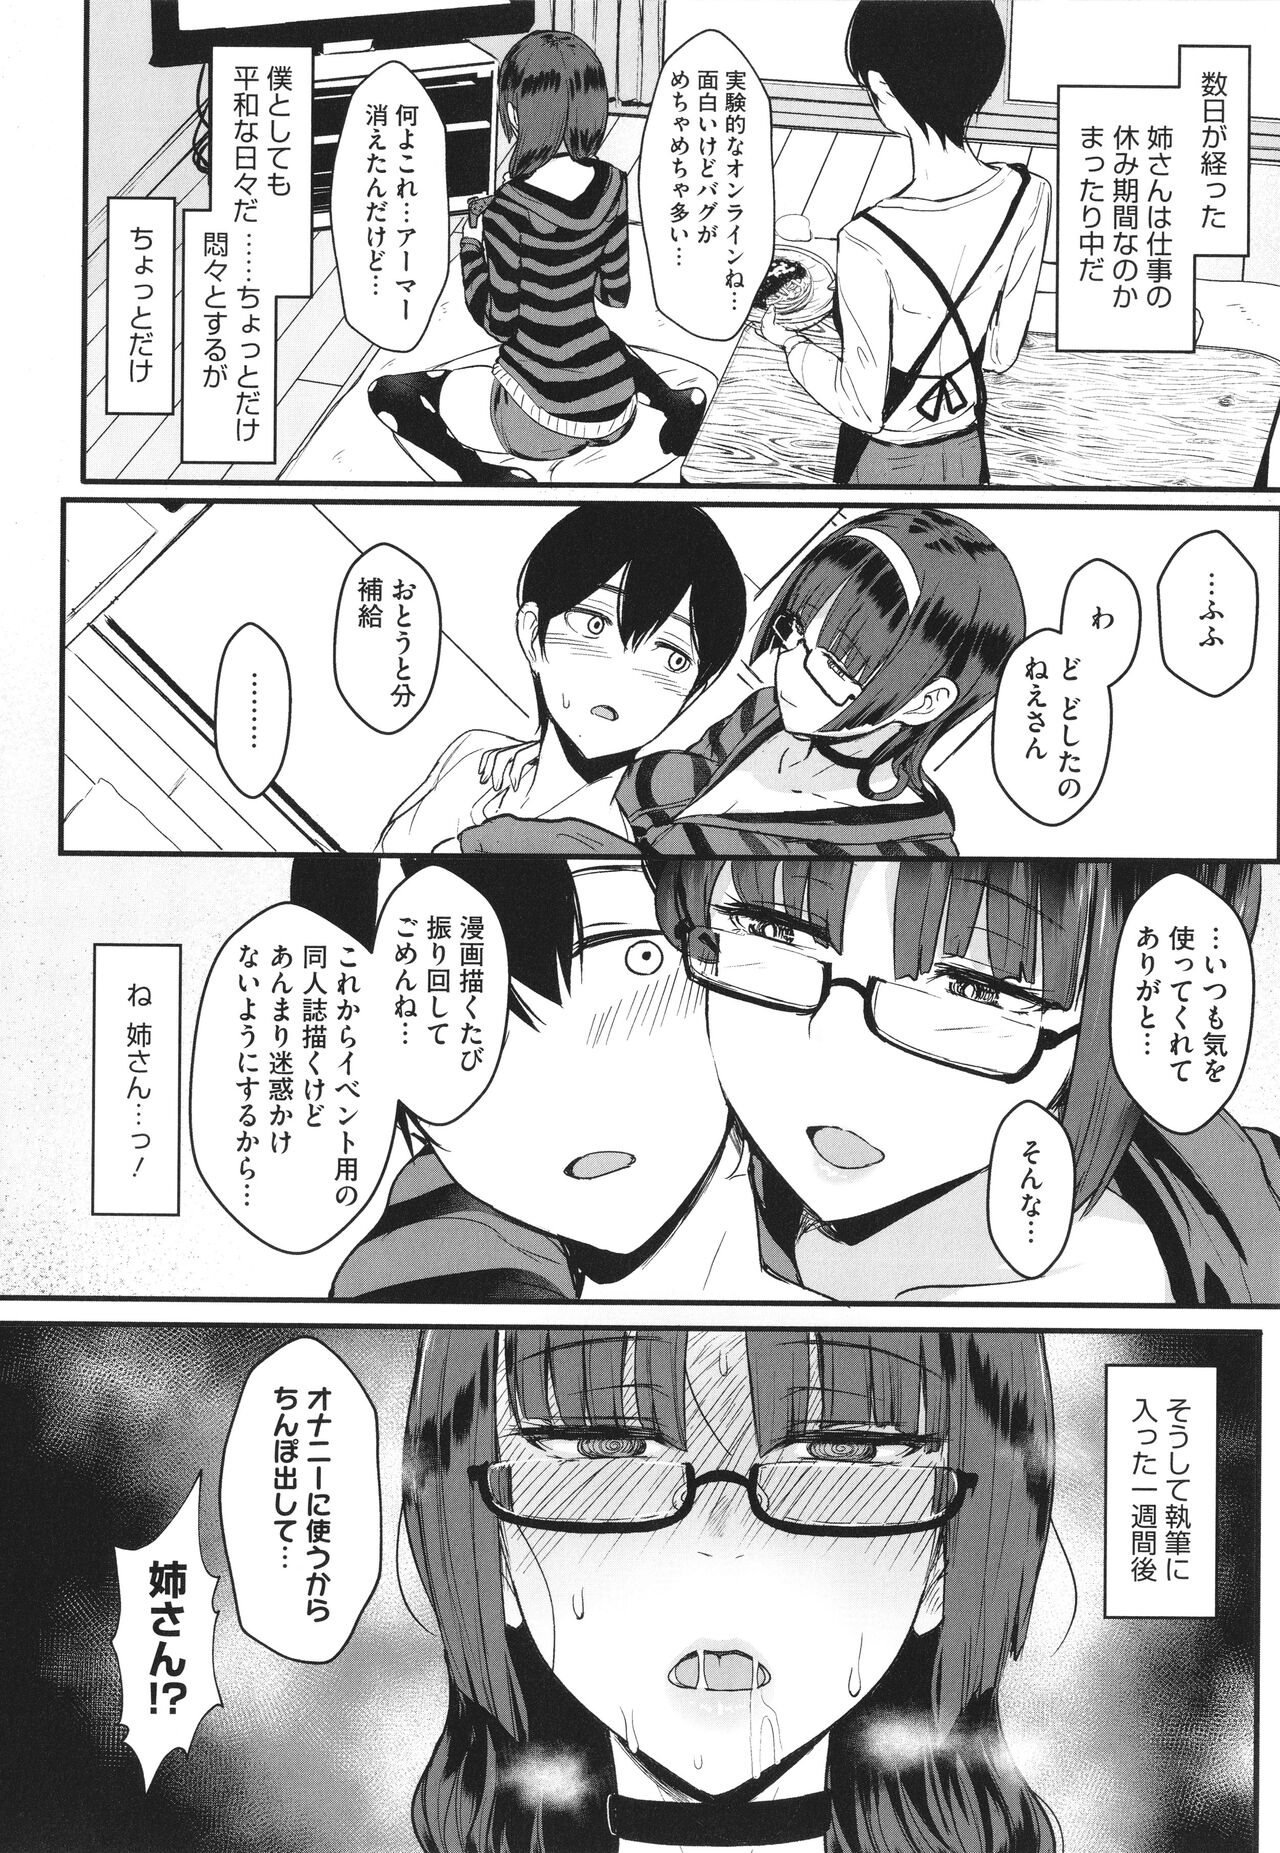 数日が経った
姉さんは仕事の
休み期間なのか
まったり中だ
実験的なオンラインね…
面白いけどバグが
めちゃめちゃ多い…
何よこれ…アーマー
消えたんだけど…
僕としても
平和な日々だ……ちょっとだけ
悶々とするが
ちょっとだけ
…ふふ
わ
ど どしたの
ねえさん
おとうと分
補給
………
…いつも気を
使ってくれて
ありがと…
そんな…
漫画描くたび
振り回して
ごめんね…
これからイベント用の
同人誌描くけど
あんまり迷惑かけ
ないようにするから…
ね 姉さん…っ！
そうして執筆に
入った一週間後
オナニーに使うから
ちんぽ出して…
姉さん!?